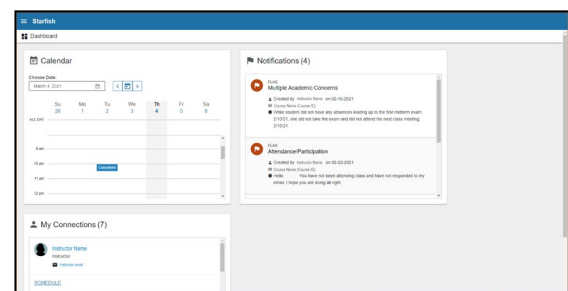 Starfish
Dashboard
Calendar
Choose Date:
March 4, 2021
Su Mo Tu We Th Fr Sa
28 1 2 3 4 5 6
ALL DAY
9 am
10 am
11 am
12 pm
Notifications (4)
FLAG
Multiple Academic Concerns
Created by Instructor Name on 02-19-2021
Course Name (Course ID)
While student did not have any absences leading up to the first midterm exam,
2/10/21, she did not take the exam and did not attend the next class meeting,
2/15/21.
FLAG
Attendance/Participation
Created by Instructor Name on 02-23-2021
Course Name (Course ID)
Hello You have not been attending class and have not responded to my
email. I hope you are doing all right.
My Connections (7)
Instructor Name
Instructor
Instructor email
SCHEDULE